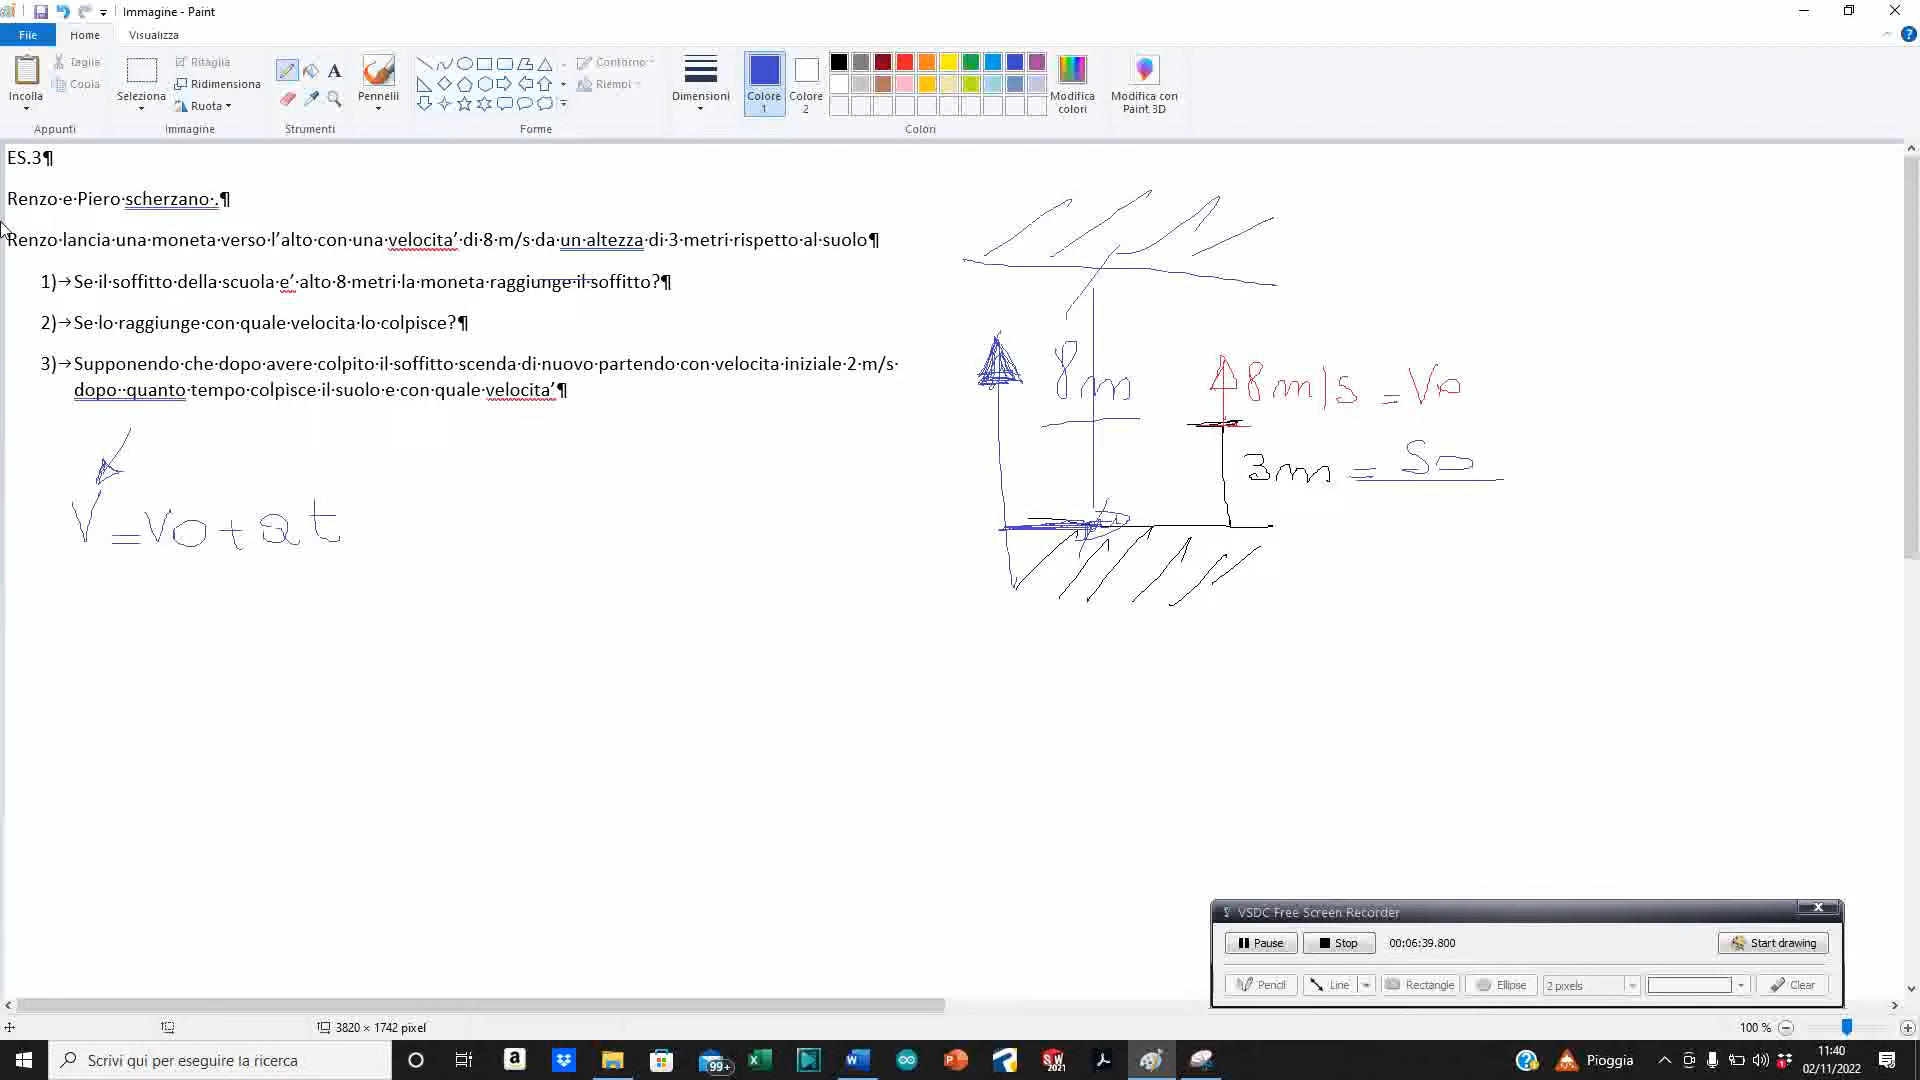 Immagine - Paint
File Home Visualizza
Incolla
Taglia
Copia
Appunti
Seleziona
Ritaglia
Ridimensiona
Ruota
Immagine
A
Strumenti
Pennelli
Contorno
Riempi
Forme
Dimensioni
Colore 1
Colore 2
Modifica colori
Colori
Modifica con Paint 3D
ES.3¶
Renzo·e·Piero·scherzano·.¶
Renzo·lancia·una·moneta·verso·l’alto·con·una·velocita’·di·8·m/s·da·un·altezza·di·3·metri·rispetto·al·suolo¶
1)→Se·il·soffitto·della·scuola·e’·alto·8·metri·la·moneta·raggiunge·il·soffitto?¶
2)→Se·lo·raggiunge·con·quale·velocita·lo·colpisce?¶
3)→Supponendo·che·dopo·avere·colpito·il·soffitto·scenda·di·nuovo·partendo·con·velocita·iniziale·2·m/s·
dopo··quanto·tempo·colpisce·il·suolo·e·con·quale·velocita’¶
V = V0 + a t
8m
8m/s = V0
3m = S0
VSDC Free Screen Recorder
Pause Stop 00:06:39.800 Start drawing
Pencil Line Rectangle Ellipse 2 pixels Clear
3820 × 1742 pixel
100 %
Scrivi qui per eseguire la ricerca
99+
SW 2021
Pioggia
11:40
02/11/2022